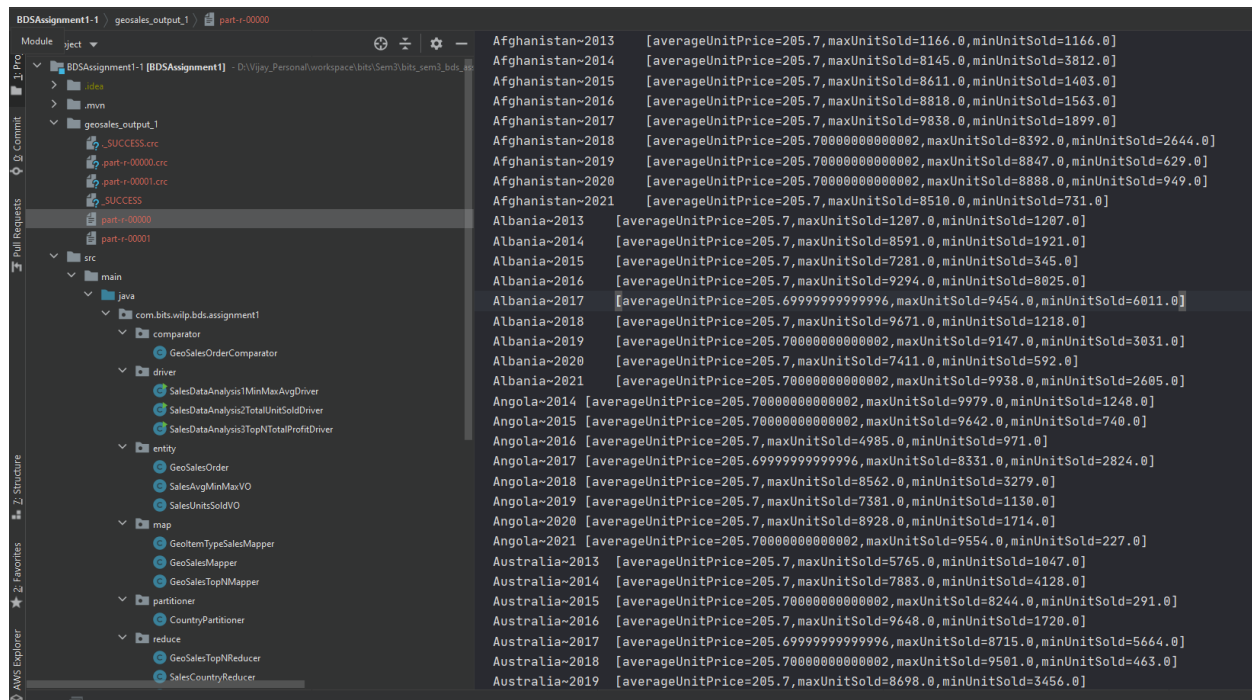 BDSAssignment1-1 geosales_output_1 part-r-00000
Module ject
1: Pro
0: Commit
Pull Requests
Z: Structure
2: Favorites
AWS Explorer
BDSAssignment1-1 [BDSAssignment1] - D:\Vijay_Personal\workspace\bits\Sem3\bits_sem3_bds_as
.idea
.mvn
geosales_output_1
._SUCCESS.crc
.part-r-00000.crc
.part-r-00001.crc
_SUCCESS
part-r-00000
part-r-00001
src
main
java
com.bits.wilp.bds.assignment1
comparator
GeoSalesOrderComparator
driver
SalesDataAnalysis1MinMaxAvgDriver
SalesDataAnalysis2TotalUnitSoldDriver
SalesDataAnalysis3TopNTotalProfitDriver
entity
GeoSalesOrder
SalesAvgMinMaxVO
SalesUnitsSoldVO
map
GeoItemTypeSalesMapper
GeoSalesMapper
GeoSalesTopNMapper
partitioner
CountryPartitioner
reduce
GeoSalesTopNReducer
SalesCountryReducer
Afghanistan~2013 [averageUnitPrice=205.7,maxUnitSold=1166.0,minUnitSold=1166.0]
Afghanistan~2014 [averageUnitPrice=205.7,maxUnitSold=8145.0,minUnitSold=3812.0]
Afghanistan~2015 [averageUnitPrice=205.7,maxUnitSold=8611.0,minUnitSold=1403.0]
Afghanistan~2016 [averageUnitPrice=205.7,maxUnitSold=8818.0,minUnitSold=1563.0]
Afghanistan~2017 [averageUnitPrice=205.7,maxUnitSold=9838.0,minUnitSold=1899.0]
Afghanistan~2018 [averageUnitPrice=205.70000000000002,maxUnitSold=8392.0,minUnitSold=2644.0]
Afghanistan~2019 [averageUnitPrice=205.70000000000002,maxUnitSold=8847.0,minUnitSold=629.0]
Afghanistan~2020 [averageUnitPrice=205.70000000000002,maxUnitSold=8888.0,minUnitSold=949.0]
Afghanistan~2021 [averageUnitPrice=205.7,maxUnitSold=8510.0,minUnitSold=731.0]
Albania~2013 [averageUnitPrice=205.7,maxUnitSold=1207.0,minUnitSold=1207.0]
Albania~2014 [averageUnitPrice=205.7,maxUnitSold=8591.0,minUnitSold=1921.0]
Albania~2015 [averageUnitPrice=205.7,maxUnitSold=7281.0,minUnitSold=345.0]
Albania~2016 [averageUnitPrice=205.7,maxUnitSold=9294.0,minUnitSold=8025.0]
Albania~2017 [averageUnitPrice=205.69999999999996,maxUnitSold=9454.0,minUnitSold=6011.0]
Albania~2018 [averageUnitPrice=205.7,maxUnitSold=9671.0,minUnitSold=1218.0]
Albania~2019 [averageUnitPrice=205.70000000000002,maxUnitSold=9147.0,minUnitSold=3031.0]
Albania~2020 [averageUnitPrice=205.7,maxUnitSold=7411.0,minUnitSold=592.0]
Albania~2021 [averageUnitPrice=205.70000000000002,maxUnitSold=9938.0,minUnitSold=2605.0]
Angola~2014 [averageUnitPrice=205.70000000000002,maxUnitSold=9979.0,minUnitSold=1248.0]
Angola~2015 [averageUnitPrice=205.70000000000002,maxUnitSold=9642.0,minUnitSold=740.0]
Angola~2016 [averageUnitPrice=205.7,maxUnitSold=4985.0,minUnitSold=971.0]
Angola~2017 [averageUnitPrice=205.69999999999996,maxUnitSold=8331.0,minUnitSold=2824.0]
Angola~2018 [averageUnitPrice=205.7,maxUnitSold=8562.0,minUnitSold=3279.0]
Angola~2019 [averageUnitPrice=205.7,maxUnitSold=7381.0,minUnitSold=1130.0]
Angola~2020 [averageUnitPrice=205.7,maxUnitSold=8928.0,minUnitSold=1714.0]
Angola~2021 [averageUnitPrice=205.70000000000002,maxUnitSold=9554.0,minUnitSold=227.0]
Australia~2013 [averageUnitPrice=205.7,maxUnitSold=5765.0,minUnitSold=1047.0]
Australia~2014 [averageUnitPrice=205.7,maxUnitSold=7883.0,minUnitSold=4128.0]
Australia~2015 [averageUnitPrice=205.70000000000002,maxUnitSold=8244.0,minUnitSold=291.0]
Australia~2016 [averageUnitPrice=205.7,maxUnitSold=9648.0,minUnitSold=1720.0]
Australia~2017 [averageUnitPrice=205.69999999999996,maxUnitSold=8715.0,minUnitSold=5664.0]
Australia~2018 [averageUnitPrice=205.70000000000002,maxUnitSold=9501.0,minUnitSold=463.0]
Australia~2019 [averageUnitPrice=205.7,maxUnitSold=8698.0,minUnitSold=3456.0]